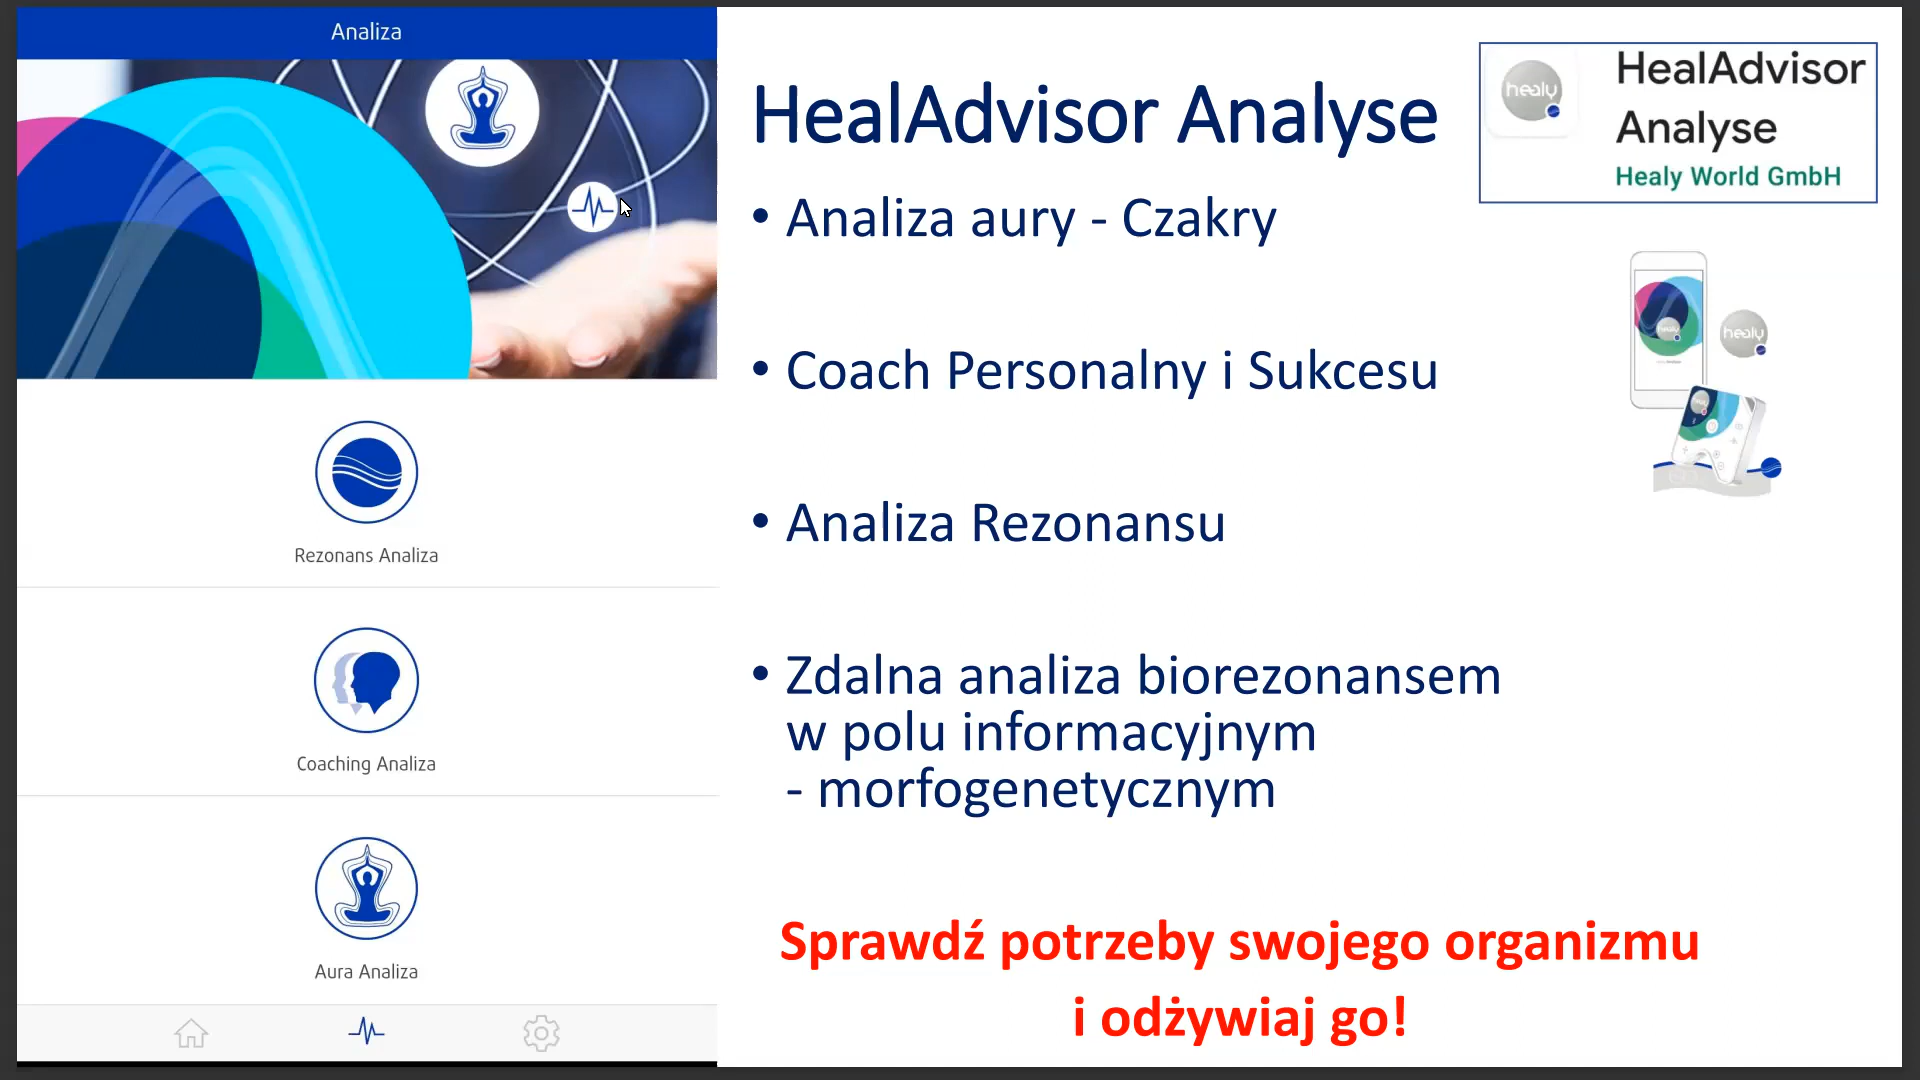 Analiza
Rezonans Analiza
Coaching Analiza
Aura Analiza
HealAdvisor Analyse
• Analiza aury - Czakry
• Coach Personalny i Sukcesu
• Analiza Rezonansu
• Zdalna analiza biorezonansem
w polu informacyjnym
- morfogenetycznym
Sprawdź potrzeby swojego organizmu
i odżywiaj go!
healy
HealAdvisor
Analyse
Healy World GmbH
healy
healy